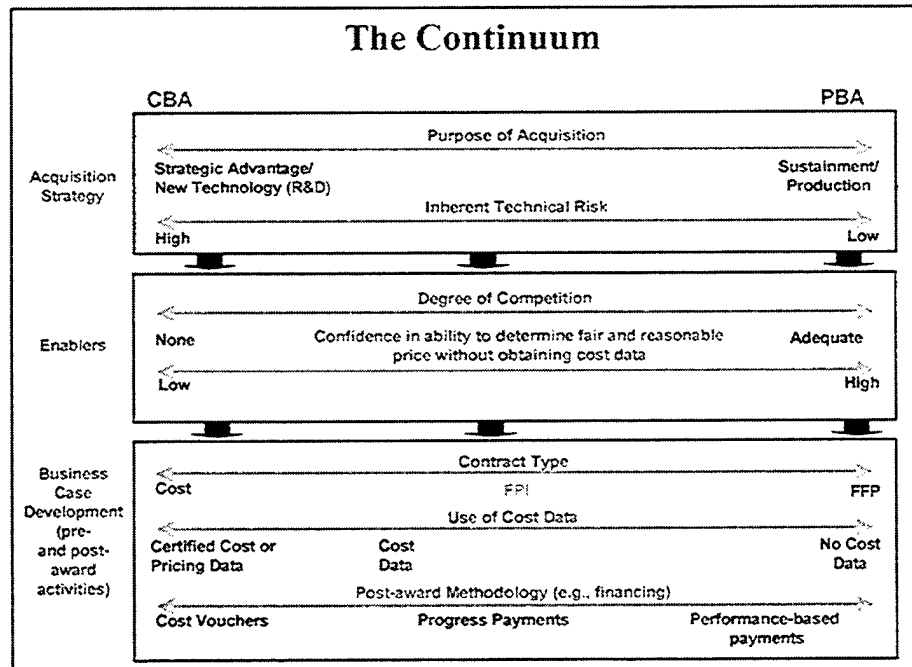 The Continuum
CBA
PBA
Acquisition
Strategy
Purpose of Acquisition
Strategic Advantage/
New Technology (R&D)
Sustainment/
Production
Inherent Technical Risk
High
Low
Enablers
Degree of Competition
None
Confidence in ability to determine fair and reasonable
price without obtaining cost data
Adequate
Low
High
Business
Case
Development
(pre-
and post-
award
activities)
Contract Type
Cost
FPI
FFP
Use of Cost Data
Certified Cost or
Pricing Data
Cost
Data
No Cost
Data
Post-award Methodology (e.g., financing)
Cost Vouchers
Progress Payments
Performance-based
payments